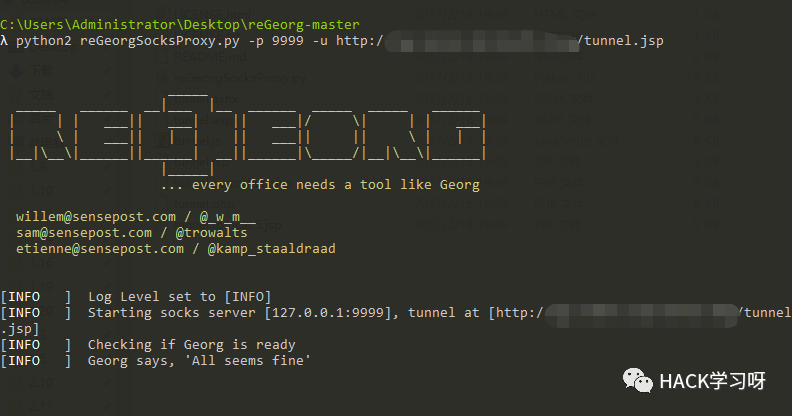 C:\Users\Administrator\Desktop\reGeorg-master
λ python2 reGeorgSocksProxy.py -p 9999 -u http:/ /tunnel.jsp
... every office needs a tool like Georg
willem@sensepost.com / @_w_m__
sam@sensepost.com / @trowalts
etienne@sensepost.com / @kamp_staaldraad
[INFO   ]  Log Level set to [INFO]
[INFO   ]  Starting socks server [127.0.0.1:9999], tunnel at [http:/ /tunnel
.jsp]
[INFO   ]  Checking if Georg is ready
[INFO   ]  Georg says, 'All seems fine'
HACK学习呀